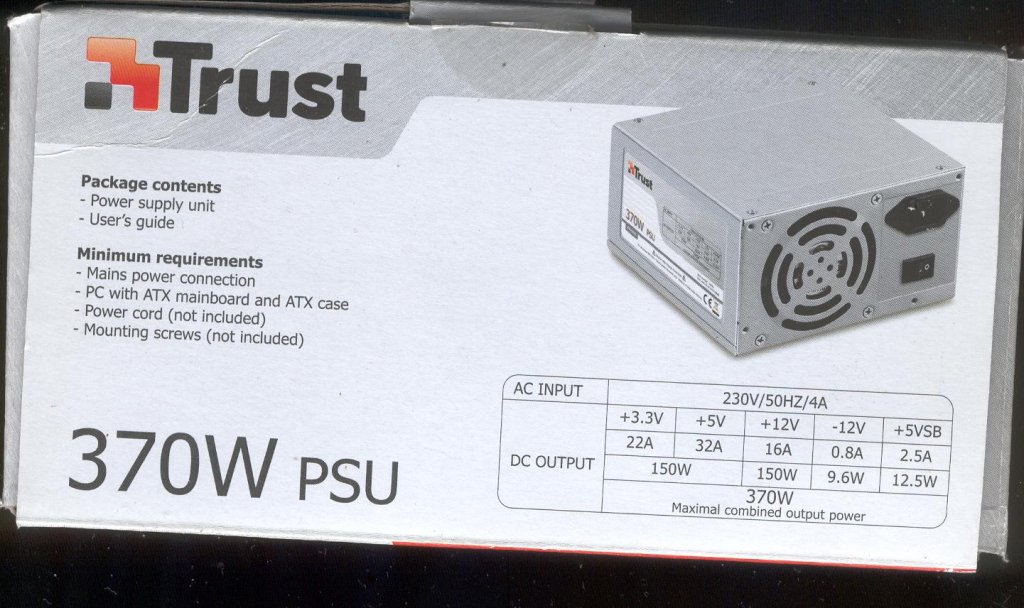 Trust
Package contents
- Power supply unit
- User's guide
Minimum requirements
- Mains power connection
- PC with ATX mainboard and ATX case
- Power cord (not included)
- Mounting screws (not included)
370W PSU
Trust
370W PSU
AC INPUT 230V/50HZ/4A
DC OUTPUT
+3.3V +5V +12V -12V +5VSB
22A 32A 16A 0.8A 2.5A
150W 150W 9.6W 12.5W
370W
Maximal combined output power